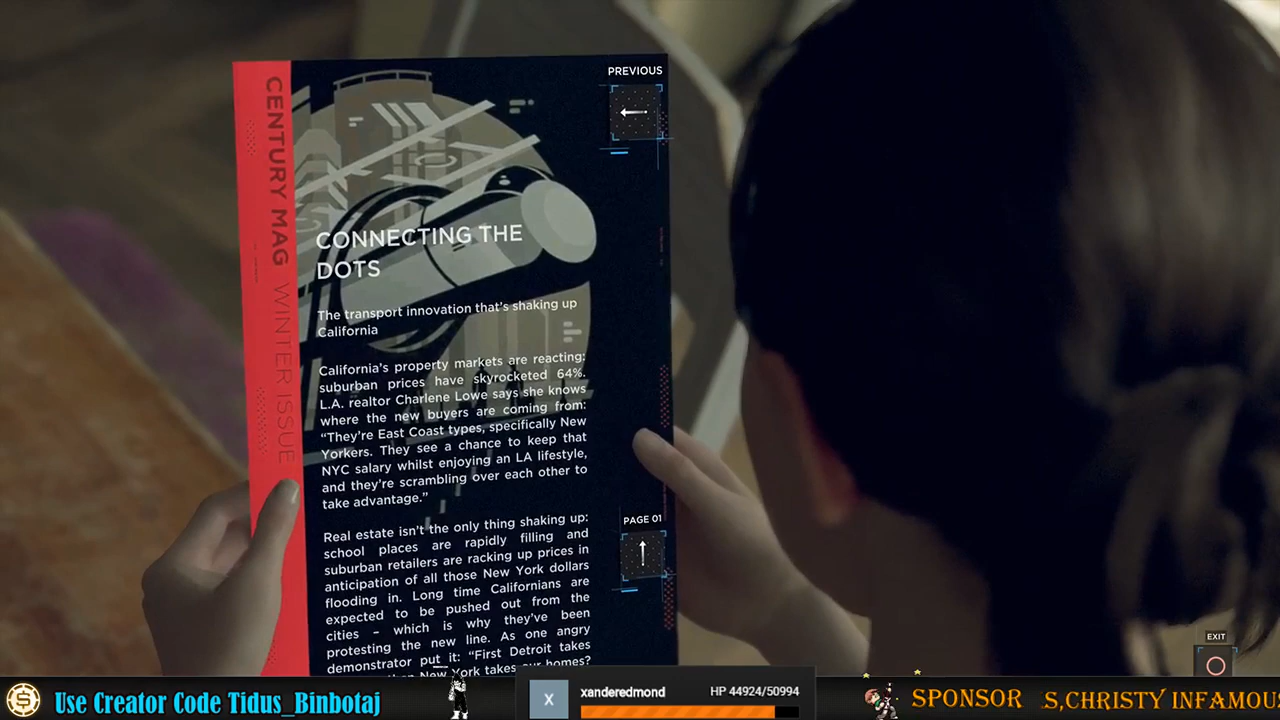 PREVIOUS
CENTURY MAG WINTER ISSUE
CONNECTING THE
DOTS
The transport innovation that's shaking up
California
California's property markets are reacting:
suburban prices have skyrocketed 64%.
L.A. realtor Charlene Lowe says she knows
where the new buyers are coming from:
"They're East Coast types, specifically New
Yorkers. They see a chance to keep that
NYC salary whilst enjoying an LA lifestyle,
and they're scrambling over each other to
take advantage."
Real estate isn't the only thing shaking up:
school places are rapidly filling and
suburban retailers are racking up prices in
anticipation of all those New York dollars
flooding in. Long time Californians are
expected to be pushed out from the
cities – which is why they've been
protesting the new line. As one angry
demonstrator put it: "First Detroit takes
New York takes our homes?
PAGE 01
EXIT
Use Creator Code Tidus_Binbotaj
X
xanderedmond
HP 44924/50994
SPONSOR
S,CHRISTY INFAMOUS